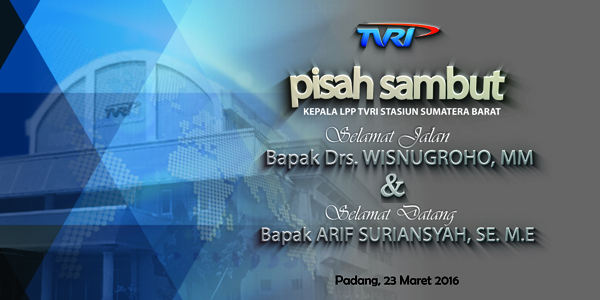 TVRI
TVRI
pisah sambut
KEPALA LPP TVRI STASIUN SUMATERA BARAT
Selamat Jalan
Bapak Drs. WISNUGROHO, MM
&
Selamat Datang
Bapak ARIF SURIANSYAH, SE. M.E
Padang, 23 Maret 2016